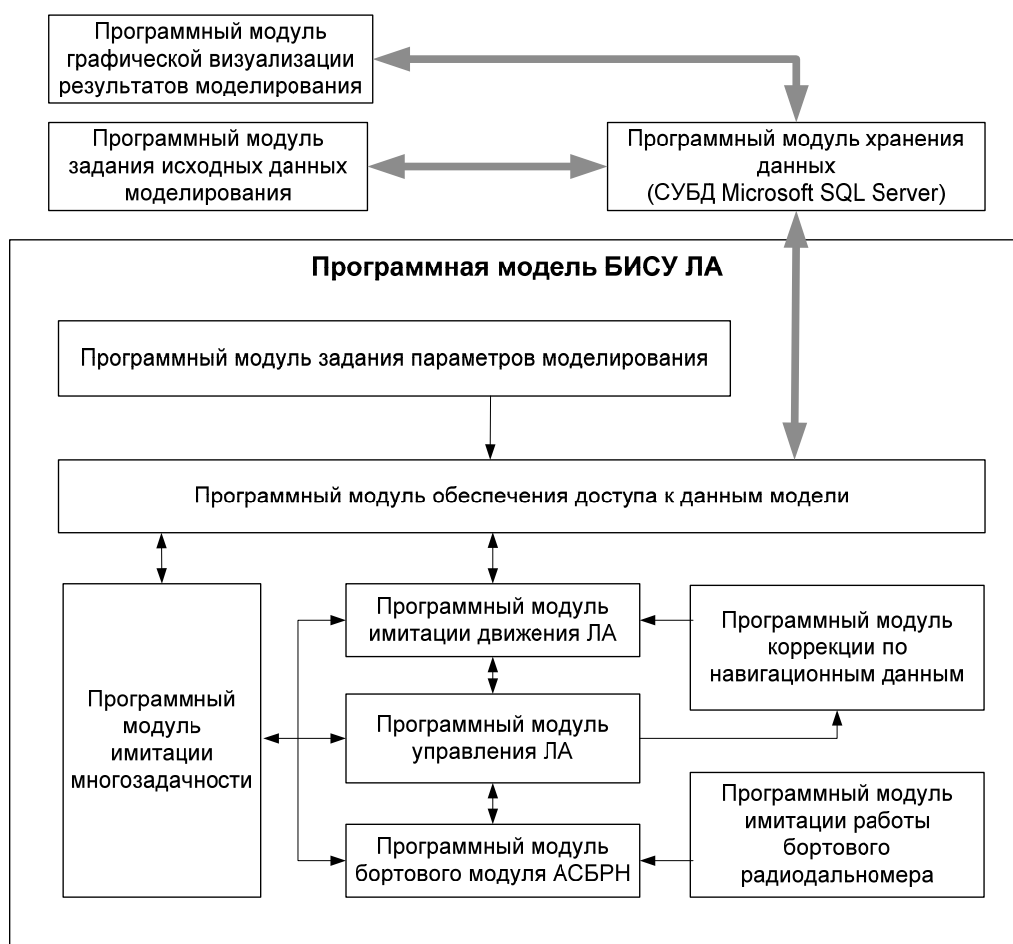 Программный модуль
графической визуализации
результатов моделирования
Программный модуль
задания исходных данных
моделирования
Программный модуль хранения
данных
(СУБД Microsoft SQL Server)
Программная модель БИСУ ЛА
Программный модуль задания параметров моделирования
Программный модуль обеспечения доступа к данным модели
Программный
модуль
имитации
многозадачности
Программный модуль
имитации движения ЛА
Программный модуль
управления ЛА
Программный модуль
бортового модуля АСБРН
Программный модуль
коррекции по
навигационным данным
Программный модуль
имитации работы
бортового
радиодальномера